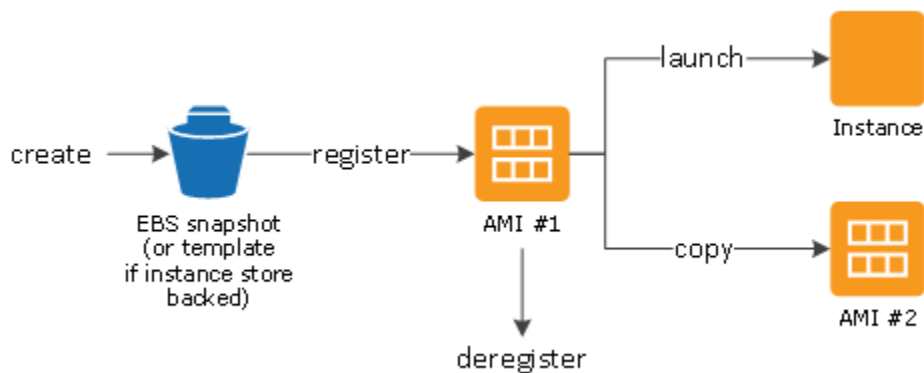 launch
Instance
create
register
EBS snapshot
(or template
if instance store
backed)
AMI #1
copy
AMI #2
deregister